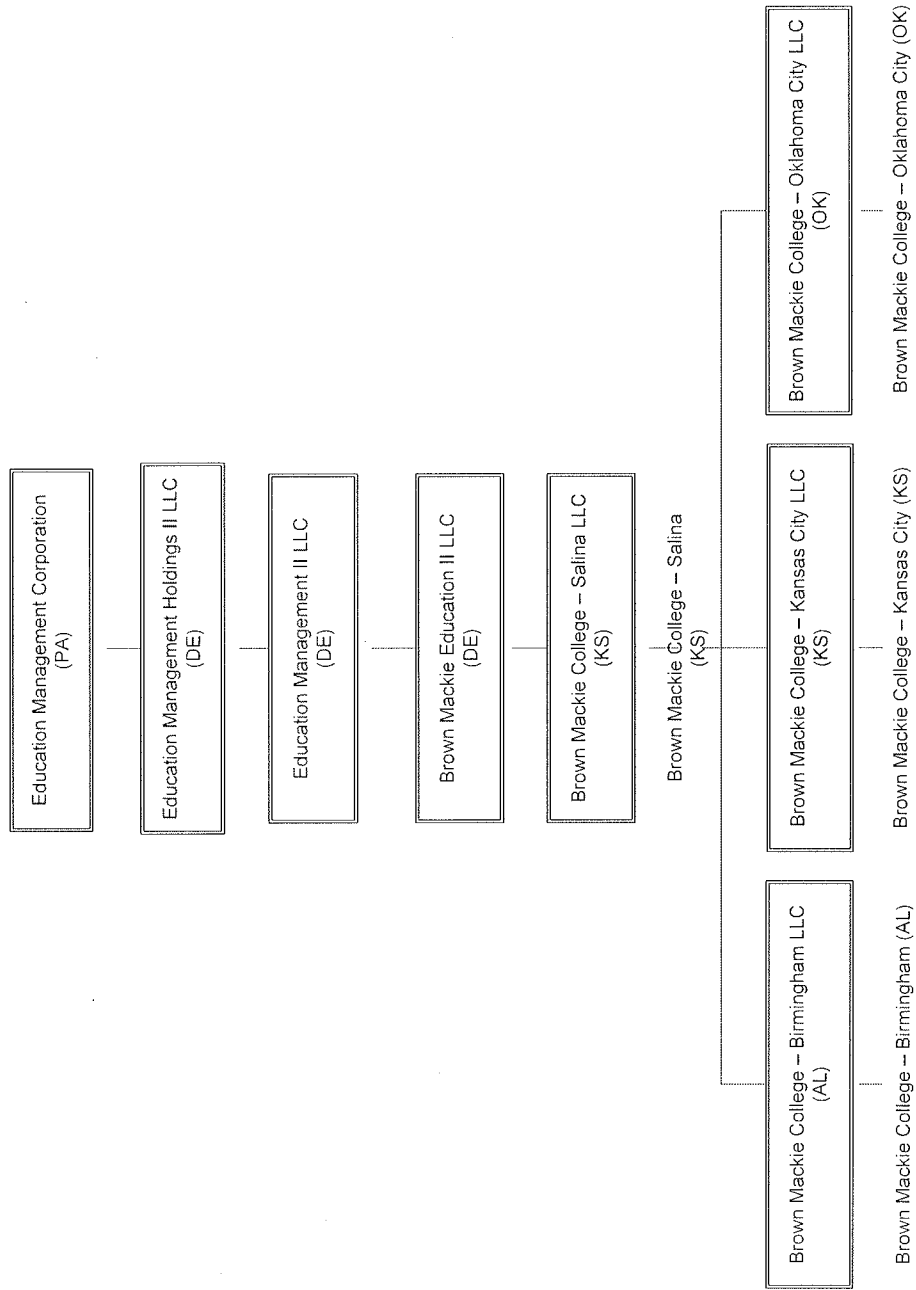 Education Management Corporation
(PA)
Education Management Holdings II LLC
(DE)
Education Management II LLC
(DE)
Brown Mackie Education II LLC
(DE)
Brown Mackie College – Salina LLC
(KS)
Brown Mackie College – Salina
(KS)
Brown Mackie College – Birmingham LLC
(AL)
Brown Mackie College – Kansas City LLC
(KS)
Brown Mackie College – Oklahoma City LLC
(OK)
Brown Mackie College – Birmingham (AL)
Brown Mackie College – Kansas City (KS)
Brown Mackie College – Oklahoma City (OK)